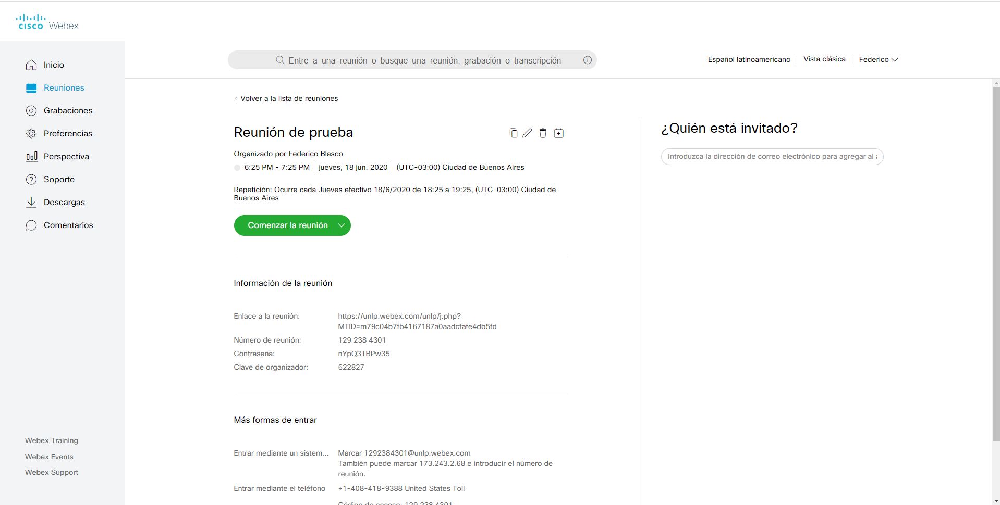 cisco Webex
Inicio
Reuniones
Grabaciones
Preferencias
Perspectiva
Soporte
Descargas
Comentarios
Webex Training
Webex Events
Webex Support
Entre a una reunión o busque una reunión, grabación o transcripción
Español latinoamericano
Vista clásica
Federico
Volver a la lista de reuniones
Reunión de prueba
Organizado por Federico Blasco
6:25 PM - 7:25 PM | jueves, 18 jun. 2020 | (UTC-03:00) Ciudad de Buenos Aires
Repetición: Ocurre cada Jueves efectivo 18/6/2020 de 18:25 a 19:25, (UTC-03:00) Ciudad de
Buenos Aires
Comenzar la reunión
Información de la reunión
Enlace a la reunión: https://unlp.webex.com/unlp/j.php?
MTID=m79c04b7fb4167187a0aadcfafe4db5fd
Número de reunión: 129 238 4301
Contraseña: nYpQ3TBPw35
Clave de organizador: 622827
Más formas de entrar
Entrar mediante un sistem... Marcar 1292384301@unlp.webex.com
También puede marcar 173.243.2.68 e introducir el número de
reunión.
Entrar mediante el teléfono +1-408-418-9388 United States Toll
Código de acceso: 129 238 4301
¿Quién está invitado?
Introduzca la dirección de correo electrónico para agregar al